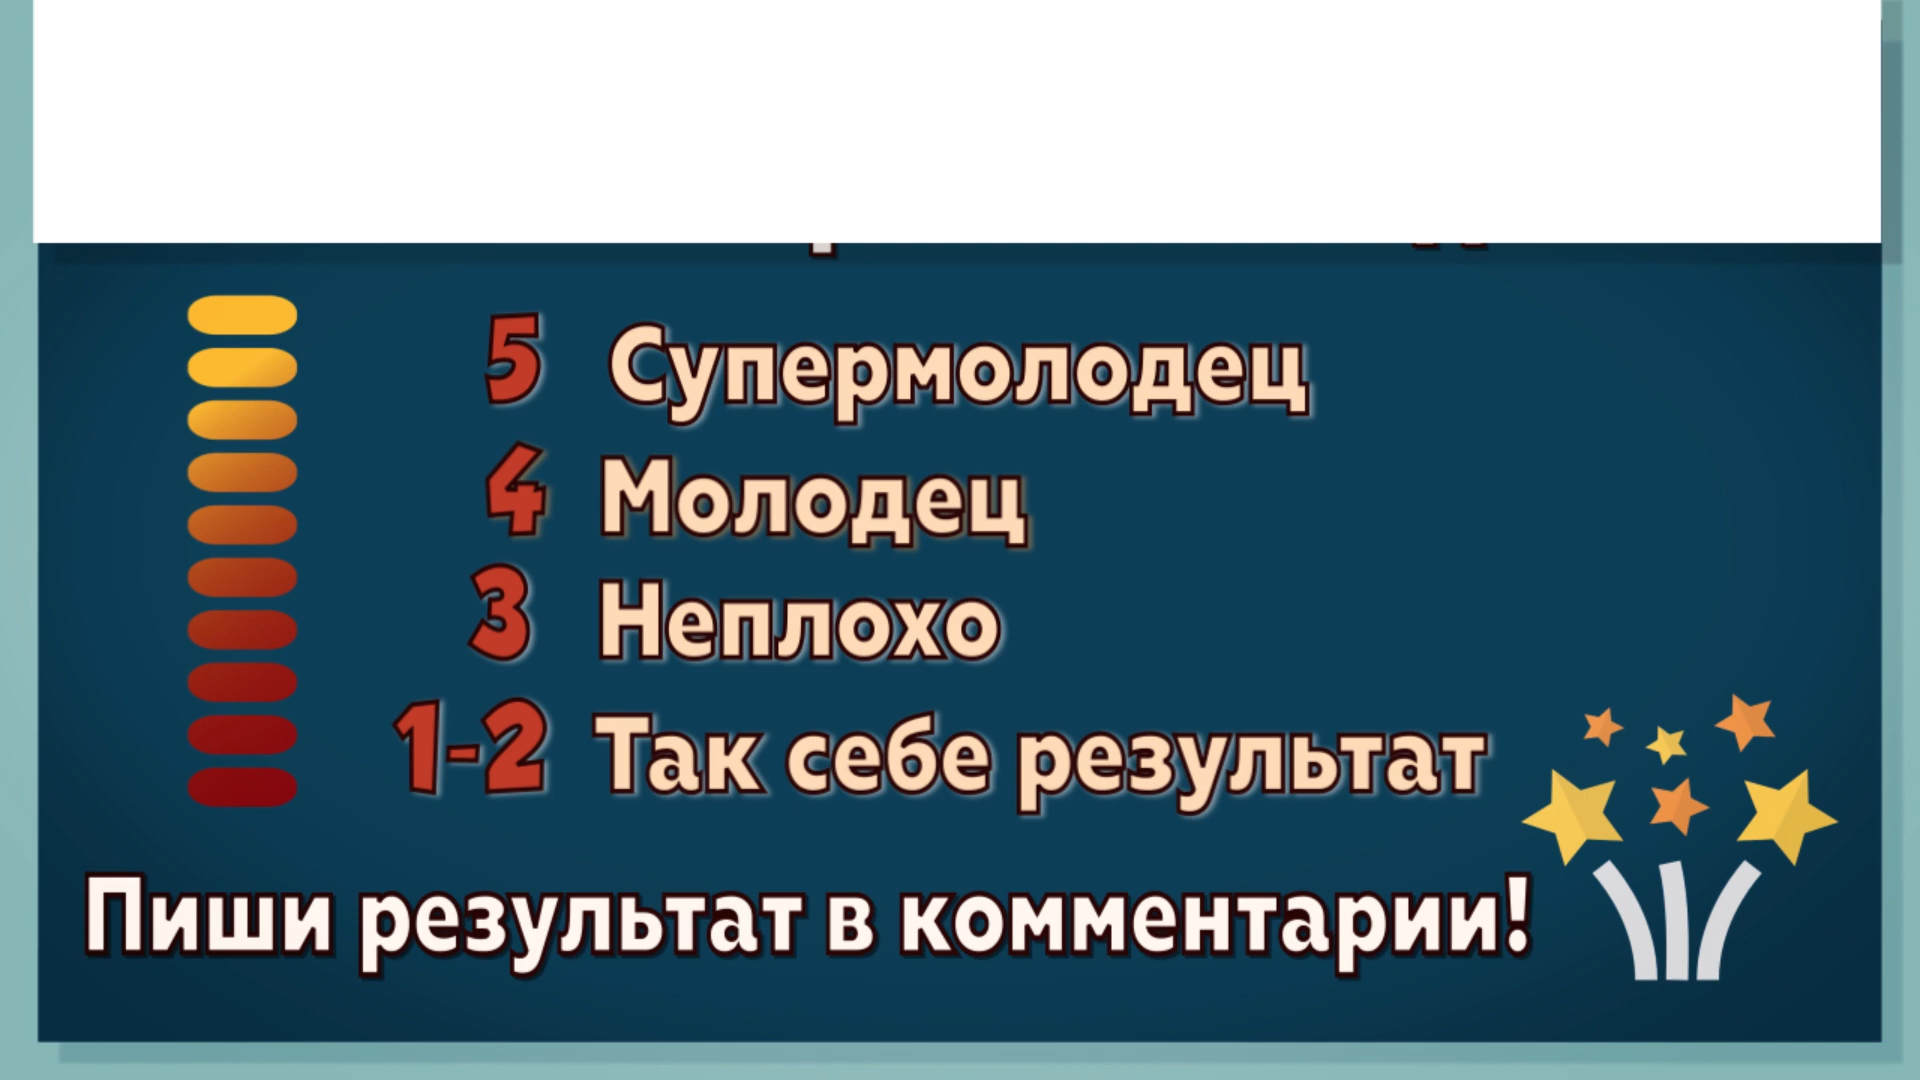 5 Супермолодец
4 Молодец
3 Неплохо
1-2 Так себе результат
Пиши результат в комментарии!